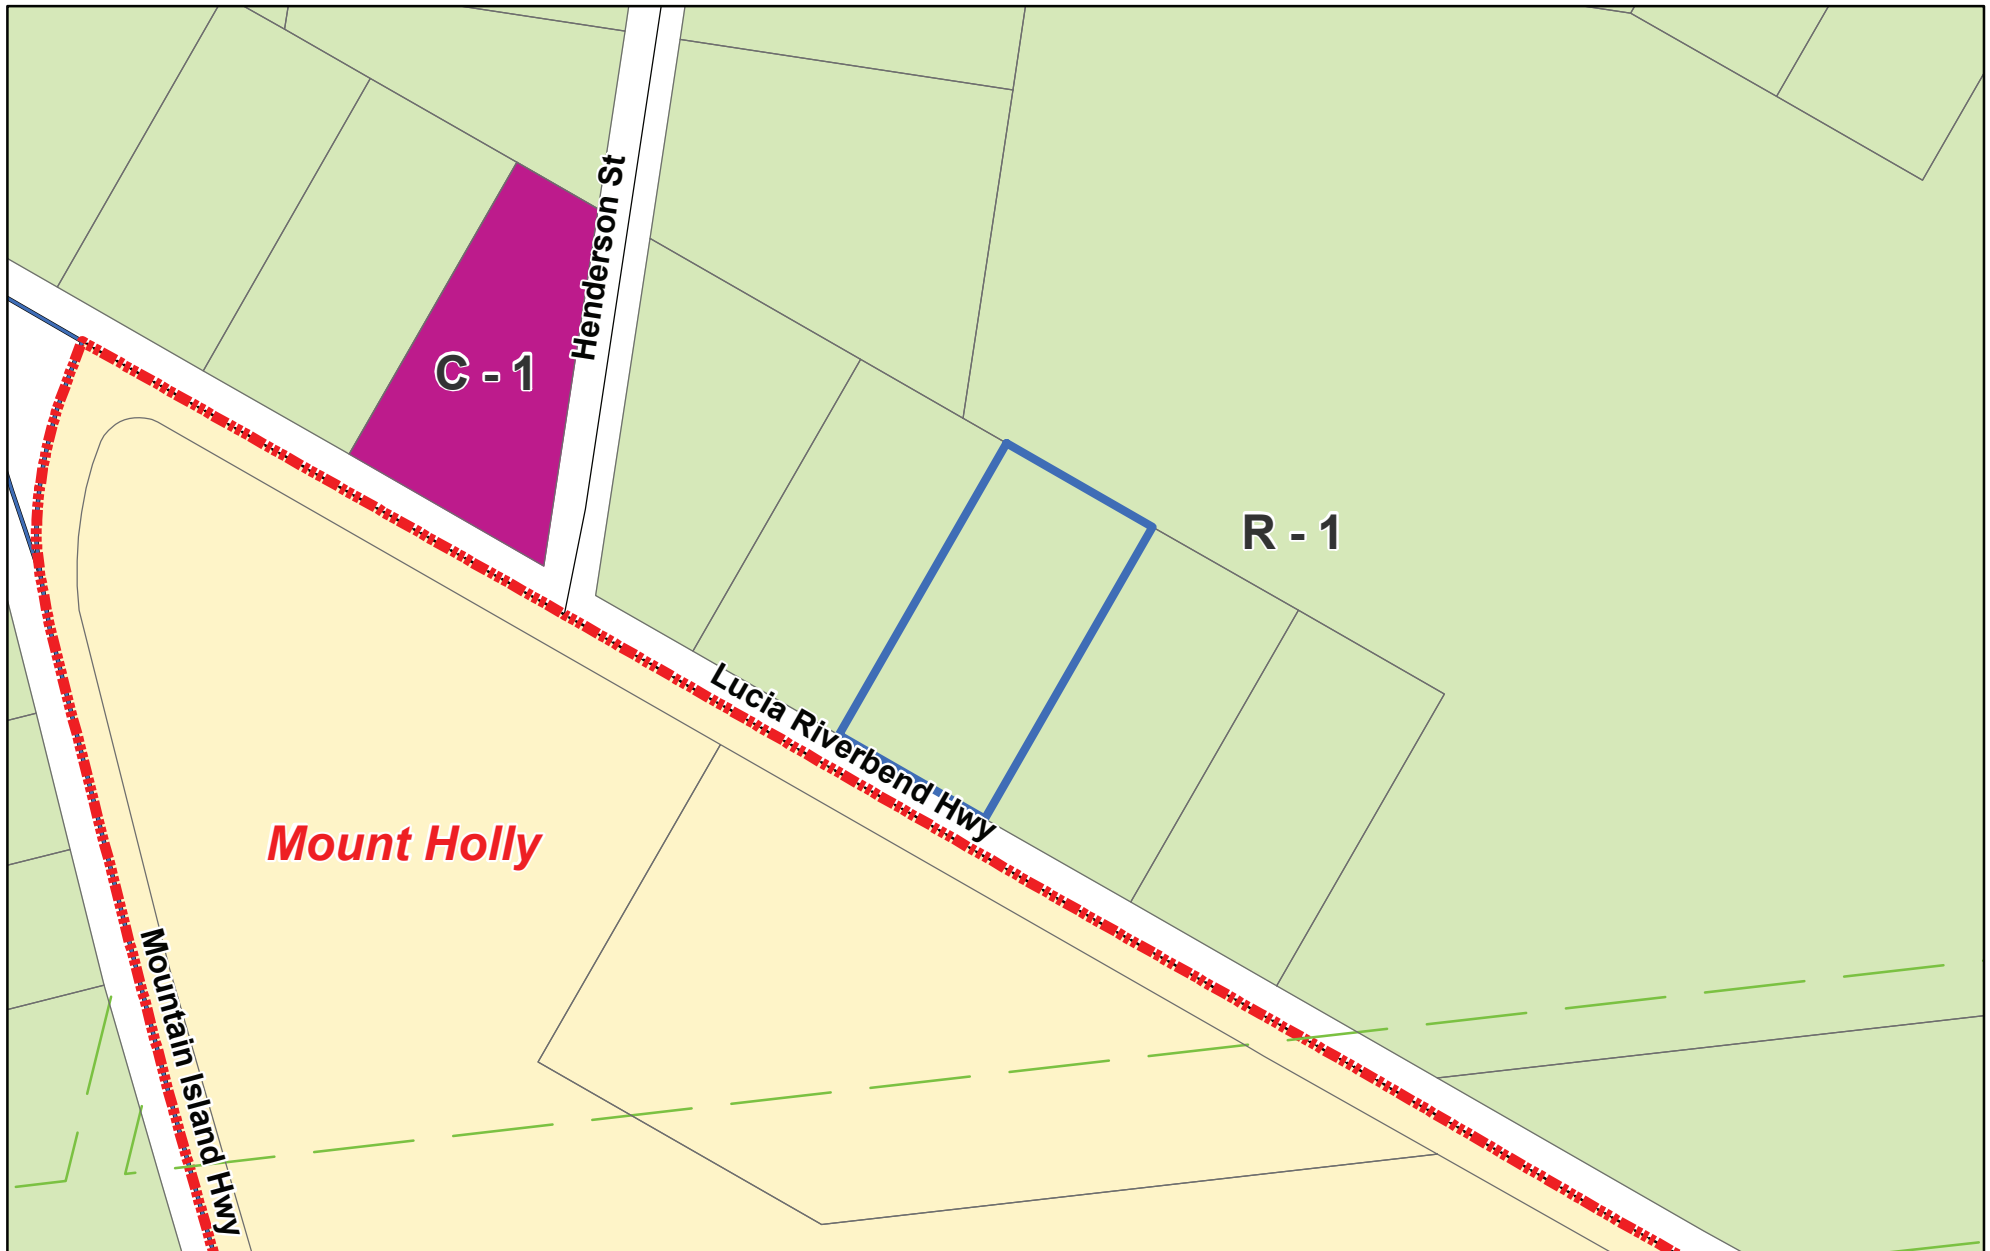 Henderson St
C - 1
R - 1
Lucia Riverbend Hwy
Mount Holly
Mountain Island Hwy